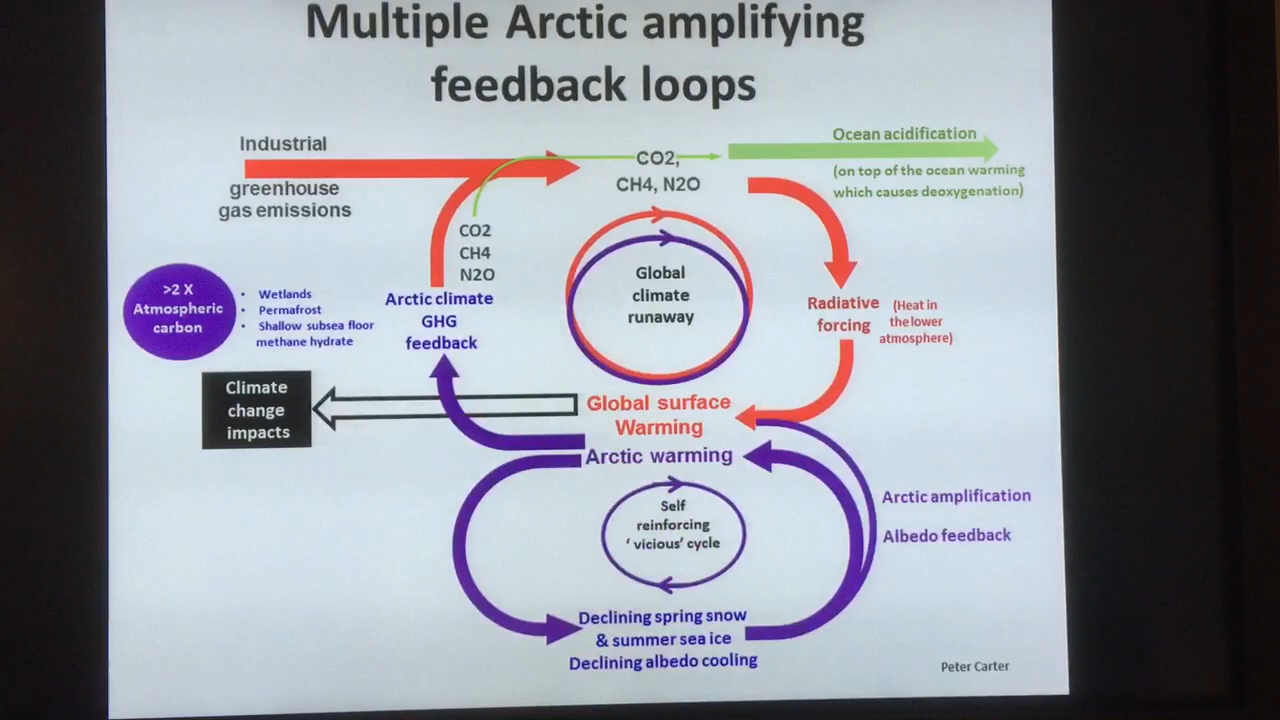 Multiple Arctic amplifying
feedback loops
Industrial
greenhouse
gas emissions
CO2,
CH4, N2O
Ocean acidification
(on top of the ocean warming
which causes deoxygenation)
CO2
CH4
N2O
>2 X
Atmospheric
carbon
• Wetlands
• Permafrost
• Shallow subsea floor
methane hydrate
Arctic climate
GHG
feedback
Global
climate
runaway
Radiative
forcing
(Heat in
the lower
atmosphere)
Climate
change
impacts
Global surface
Warming
Arctic warming
Self
reinforcing
‘ vicious’ cycle
Arctic amplification
Albedo feedback
Declining spring snow
& summer sea ice
Declining albedo cooling
Peter Carter